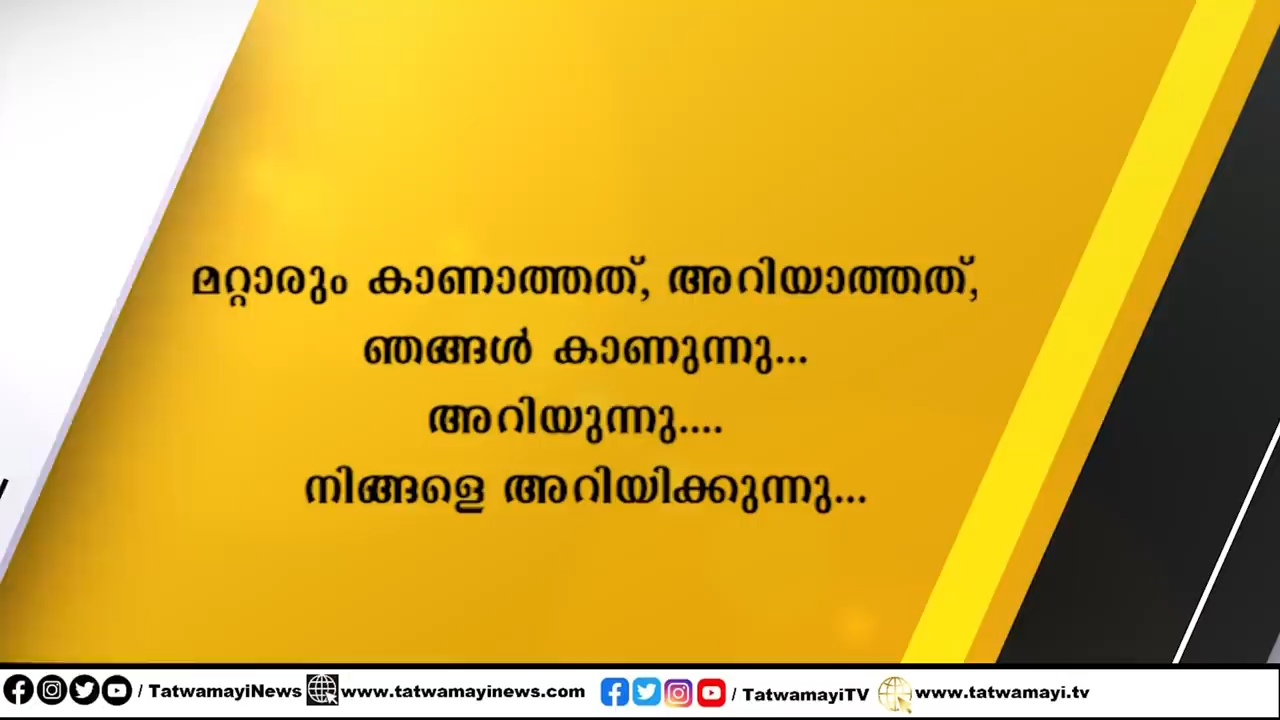 മറ്റാരും കാണാത്തത്, അറിയാത്തത്,
ഞങ്ങൾ കാണുന്നു...
അറിയുന്നു....
നിങ്ങളെ അറിയിക്കുന്നു...
/ TatwamayiNews www.tatwamayinews.com / TatwamayiTV www.tatwamayi.tv